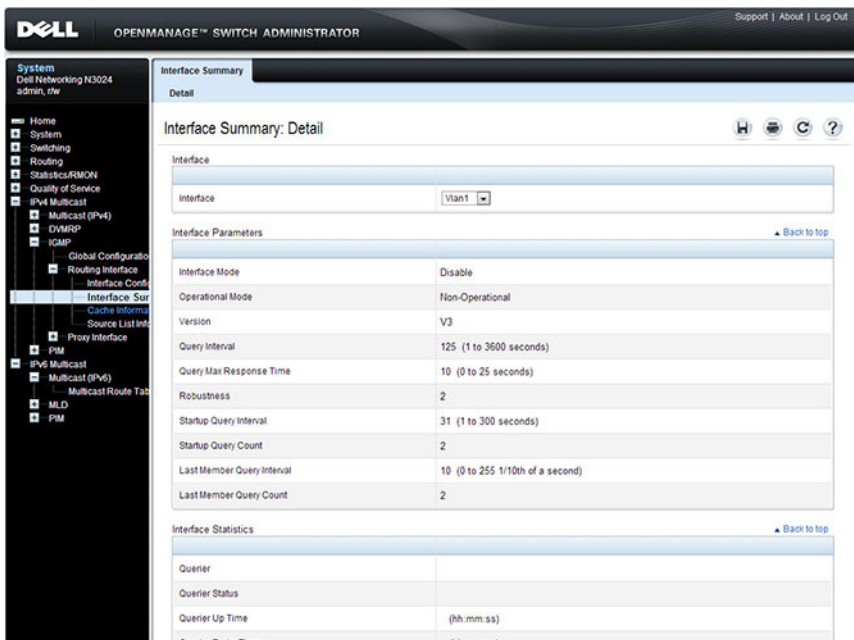 Support | About | Log Out
DELL
OPENMANAGE™ SWITCH ADMINISTRATOR
System
Dell Networking N3024
admin, r/w
Home
System
Switching
Routing
Statistics/RMON
Quality of Service
IPv4 Multicast
Multicast (IPv4)
DVMRP
IGMP
Global Configuratio
Routing Interface
Interface Confi
Interface Sur
Cache Informa
Source List Info
Proxy Interface
PIM
IPv6 Multicast
Multicast (IPv6)
Multicast Route Tab
MLD
PIM
Interface Summary
Detail
Interface Summary: Detail
Interface
Interface Vlan1
Interface Parameters Back to top
Interface Mode Disable
Operational Mode Non-Operational
Version V3
Query Interval 125 (1 to 3600 seconds)
Query Max Response Time 10 (0 to 25 seconds)
Robustness 2
Startup Query Interval 31 (1 to 300 seconds)
Startup Query Count 2
Last Member Query Interval 10 (0 to 255 1/10th of a second)
Last Member Query Count 2
Interface Statistics Back to top
Querier
Querier Status
Querier Up Time (hh:mm:ss)